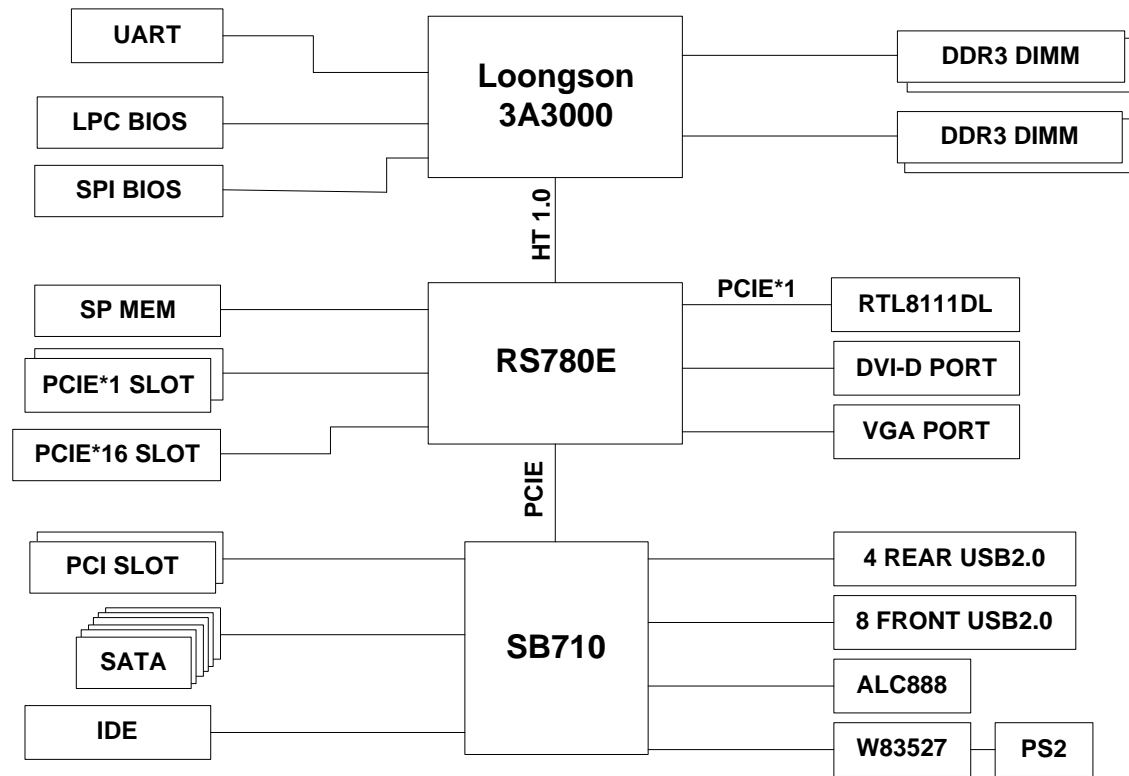 UART
LPC BIOS
SPI BIOS
Loongson
3A3000
DDR3 DIMM
DDR3 DIMM
HT 1.0
SP MEM
PCIE*1 SLOT
PCIE*16 SLOT
RS780E
PCIE*1
RTL8111DL
DVI-D PORT
VGA PORT
PCIE
PCI SLOT
SATA
IDE
SB710
4 REAR USB2.0
8 FRONT USB2.0
ALC888
W83527
PS2